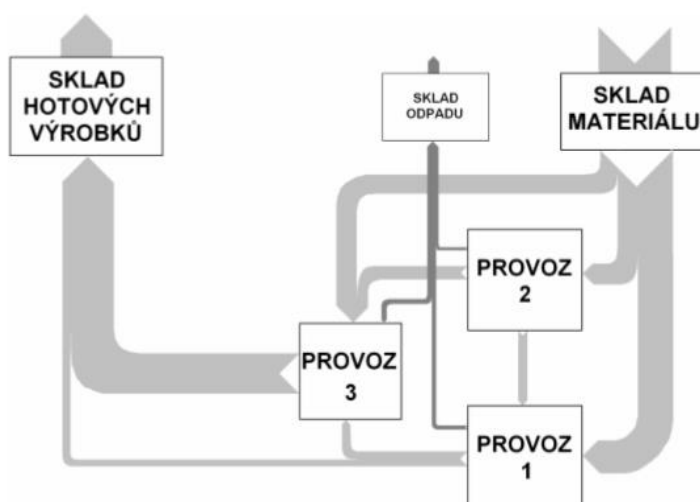 SKLAD
HOTOVÝCH
VÝROBKŮ
SKLAD
ODPADU
SKLAD
MATERIÁLU
PROVOZ
2
PROVOZ
3
PROVOZ
1